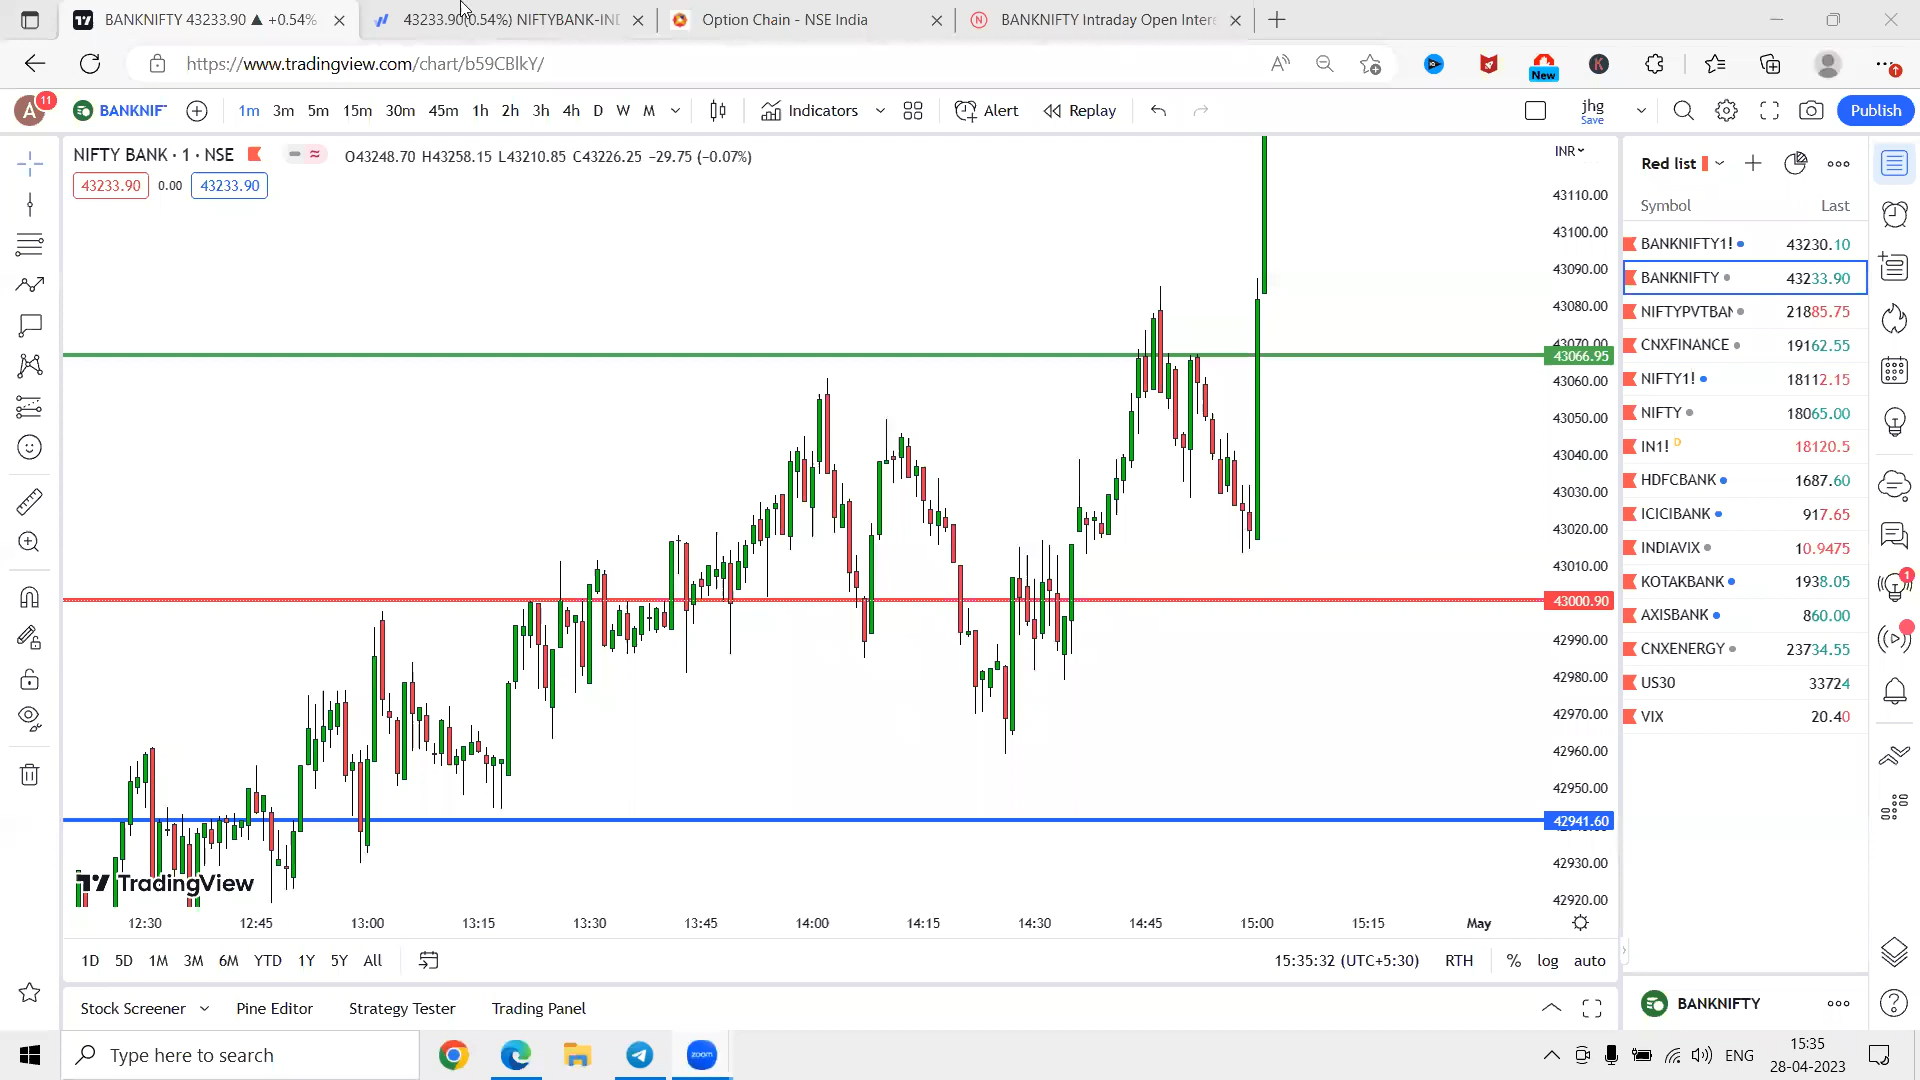 BANKNIFTY 43233.90 ▲ +0.54%
43233.90(0.54%) NIFTYBANK-IND
Option Chain - NSE India
BANKNIFTY Intraday Open Inter
https://www.tradingview.com/chart/b59CBlkY/
New
A 11
BANKNIF
1m 3m 5m 15m 30m 45m 1h 2h 3h 4h D W M
Indicators
Alert
Replay
jhg
Save
Publish
NIFTY BANK · 1 · NSE
O43248.70 H43258.15 L43210.85 C43226.25 −29.75 (−0.07%)
43233.90 0.00 43233.90
INR
43110.00
43100.00
43090.00
43080.00
43070.00
43066.95
43060.00
43050.00
43040.00
43030.00
43020.00
43010.00
43000.90
42990.00
42980.00
42970.00
42960.00
42950.00
42941.60
42930.00
42920.00
TradingView
12:30 12:45 13:00 13:15 13:30 13:45 14:00 14:15 14:30 14:45 15:00 15:15 May
1D 5D 1M 3M 6M YTD 1Y 5Y All
15:35:32 (UTC+5:30) RTH % log auto
Stock Screener Pine Editor Strategy Tester Trading Panel
Red list
Symbol Last
BANKNIFTY1! 43230.10
BANKNIFTY 43233.90
NIFTYPVTBAN 21885.75
CNXFINANCE 19162.55
NIFTY1! 18112.15
NIFTY 18065.00
IN1! D 18120.5
HDFCBANK 1687.60
ICICIBANK 917.65
INDIAVIX 10.9475
KOTAKBANK 1938.05
AXISBANK 860.00
CNXENERGY 23734.55
US30 33724
VIX 20.40
1
BANKNIFTY
Type here to search
zoom
ENG
15:35
28-04-2023